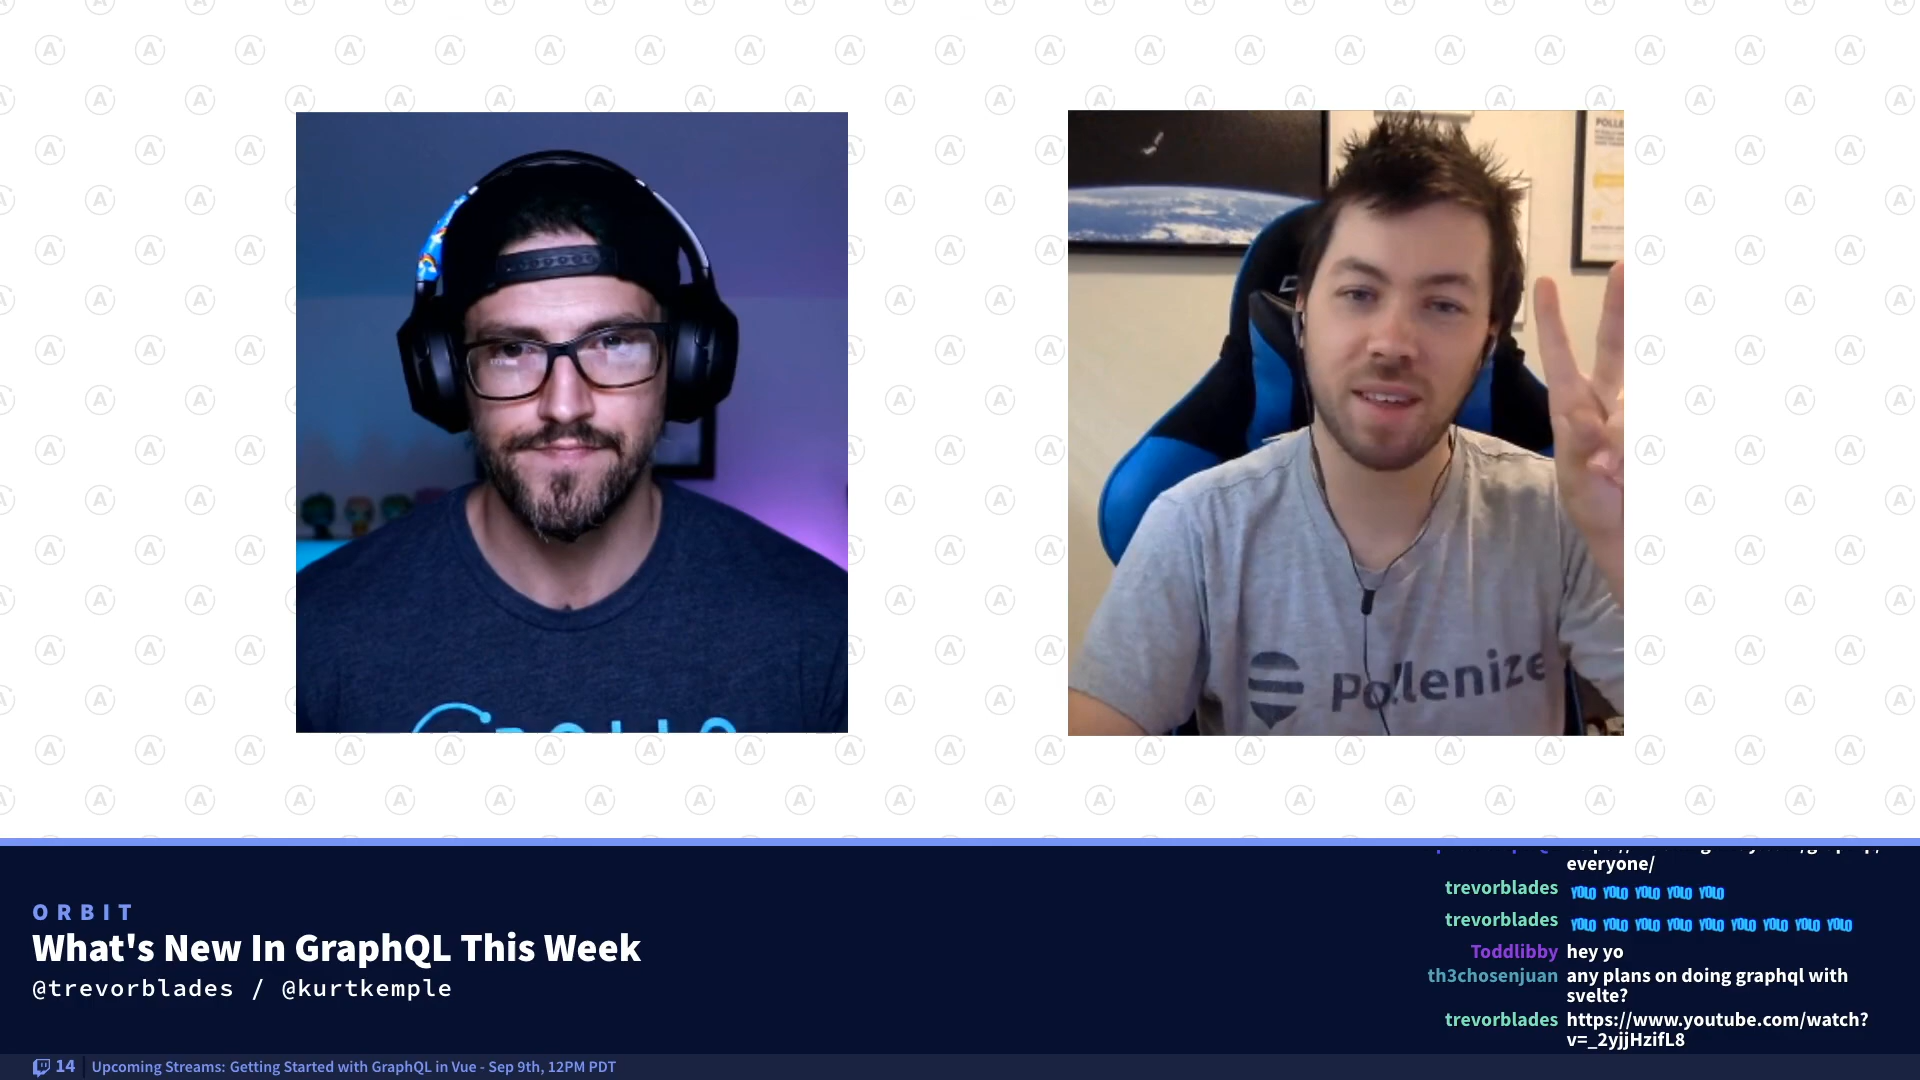 POLLE
Pollenize
ORBIT
What's New In GraphQL This Week
@trevorblades / @kurtkemple
everyone/
trevorblades YOLO YOLO YOLO YOLO YOLO
trevorblades YOLO YOLO YOLO YOLO YOLO YOLO YOLO YOLO YOLO
Toddlibby hey yo
th3chosenjuan any plans on doing graphql with
svelte?
trevorblades https://www.youtube.com/watch?
v=_2yjjHzifL8
14 Upcoming Streams: Getting Started with GraphQL in Vue - Sep 9th, 12PM PDT